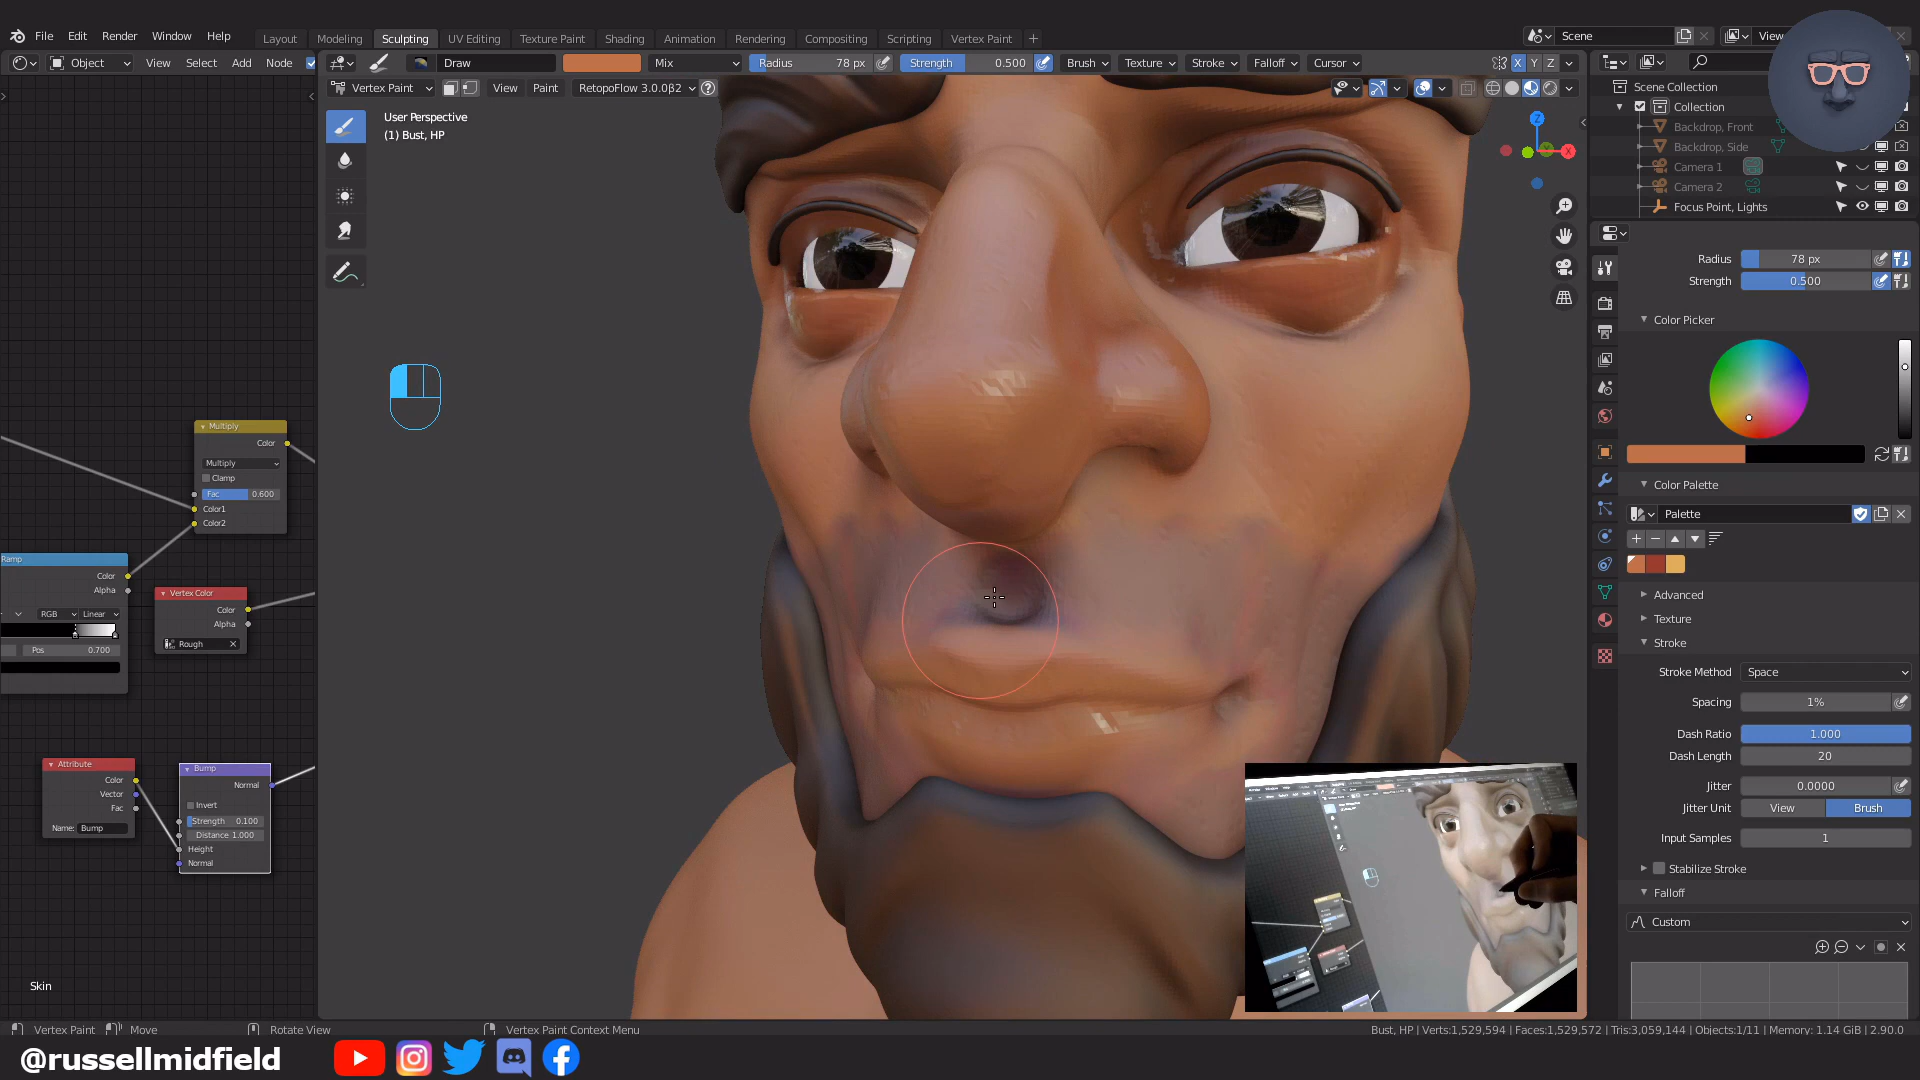 File Edit Render Window Help
Layout Modeling Sculpting UV Editing Texture Paint Shading Animation Rendering Compositing Scripting Vertex Paint
Scene
View
Object View Select Add Node
Draw Mix Radius 78 px Strength 0.500 Brush Texture Stroke Falloff Cursor X Y Z
Vertex Paint View Paint RetopoFlow 3.0.0β2
User Perspective
(1) Bust, HP
Z
X
Scene Collection
Collection
Backdrop, Front
Backdrop, Side
Camera 1
Camera 2
Focus Point, Lights
Radius 78 px
Strength 0.500
Color Picker
Color Palette
Palette
Advanced
Texture
Stroke
Stroke Method Space
Spacing 1%
Dash Ratio 1.000
Dash Length 20
Jitter 0.0000
Jitter Unit View Brush
Input Samples 1
Stabilize Stroke
Falloff
Custom
Multiply
Color
Multiply
Clamp
Fac 0.600
Color1
Color2
Ramp
Color
Alpha
RGB Linear
Pos 0.700
Vertex Color
Color
Alpha
Rough
Attribute
Color
Vector
Fac
Name: Bump
Bump
Normal
Invert
Strength 0.100
Distance 1.000
Height
Normal
Skin
Vertex Paint Move Rotate View Vertex Paint Context Menu
Bust, HP | Verts:1,529,594 | Faces:1,529,572 | Tris:3,059,144 | Objects:1/11 | Memory: 1.14 GiB | 2.90.0
@russellmidfield